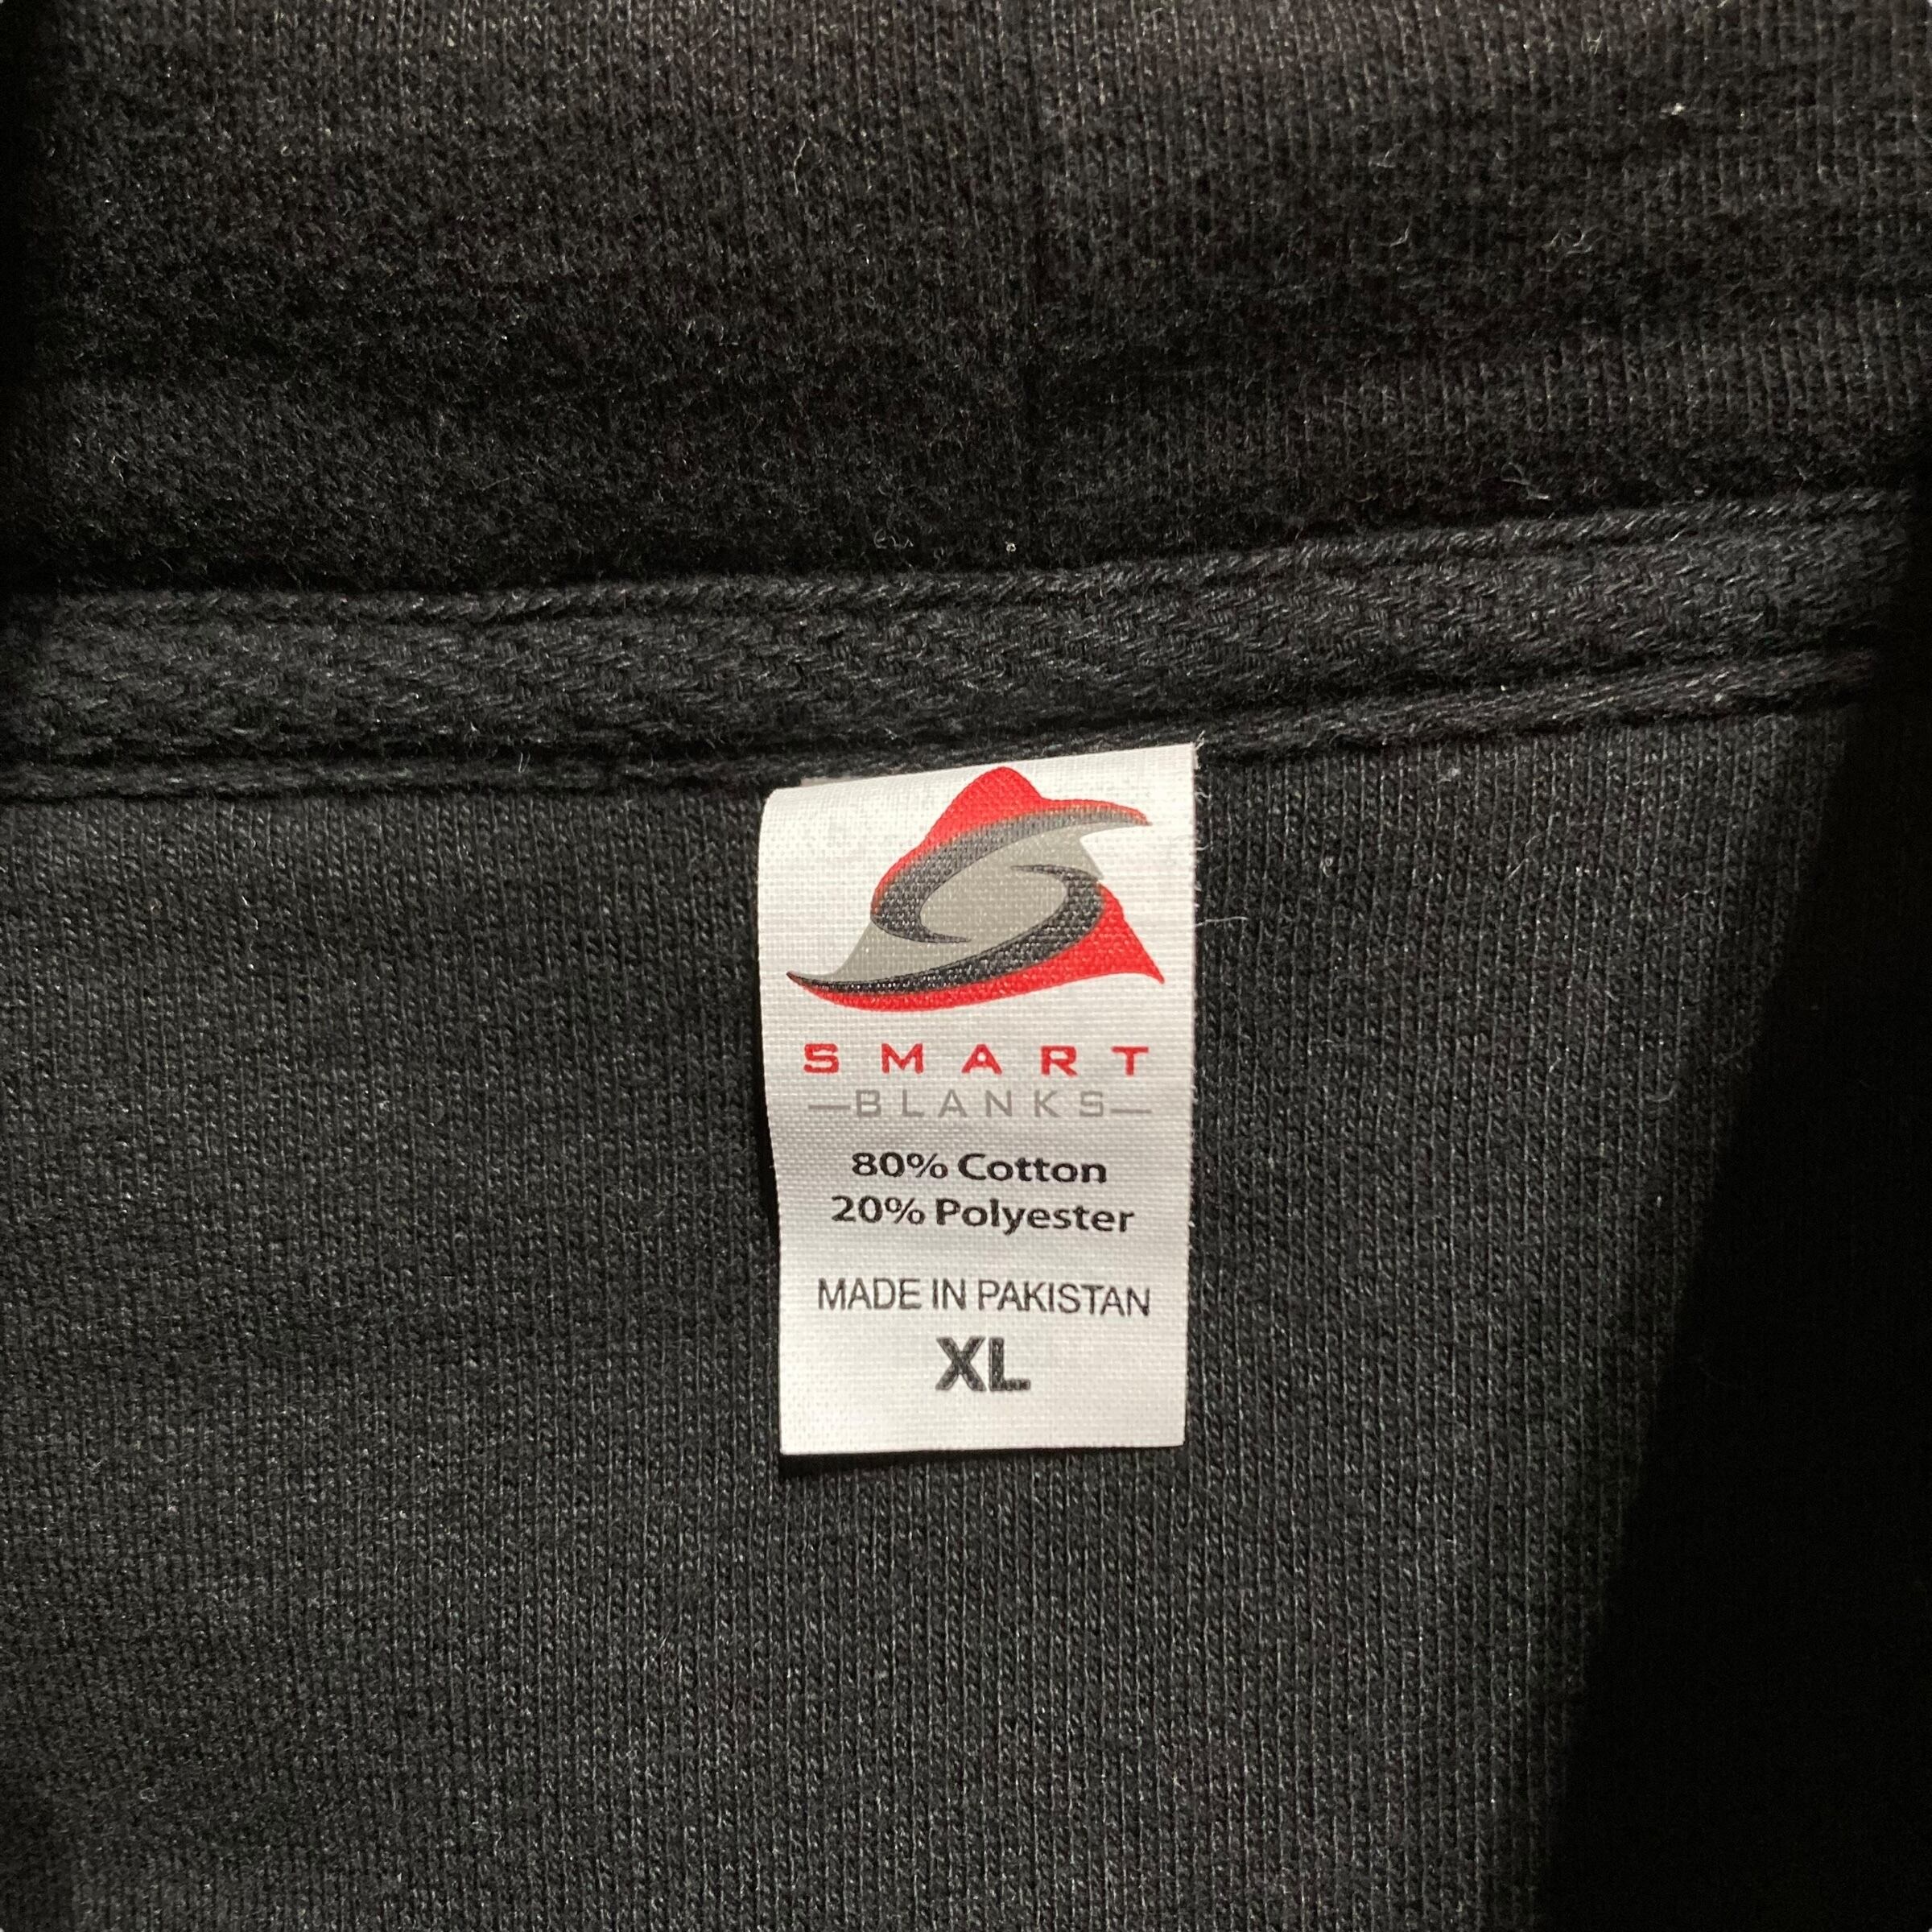 SMART
—BLANKS—
80% Cotton
20% Polyester
MADE IN PAKISTAN
XL